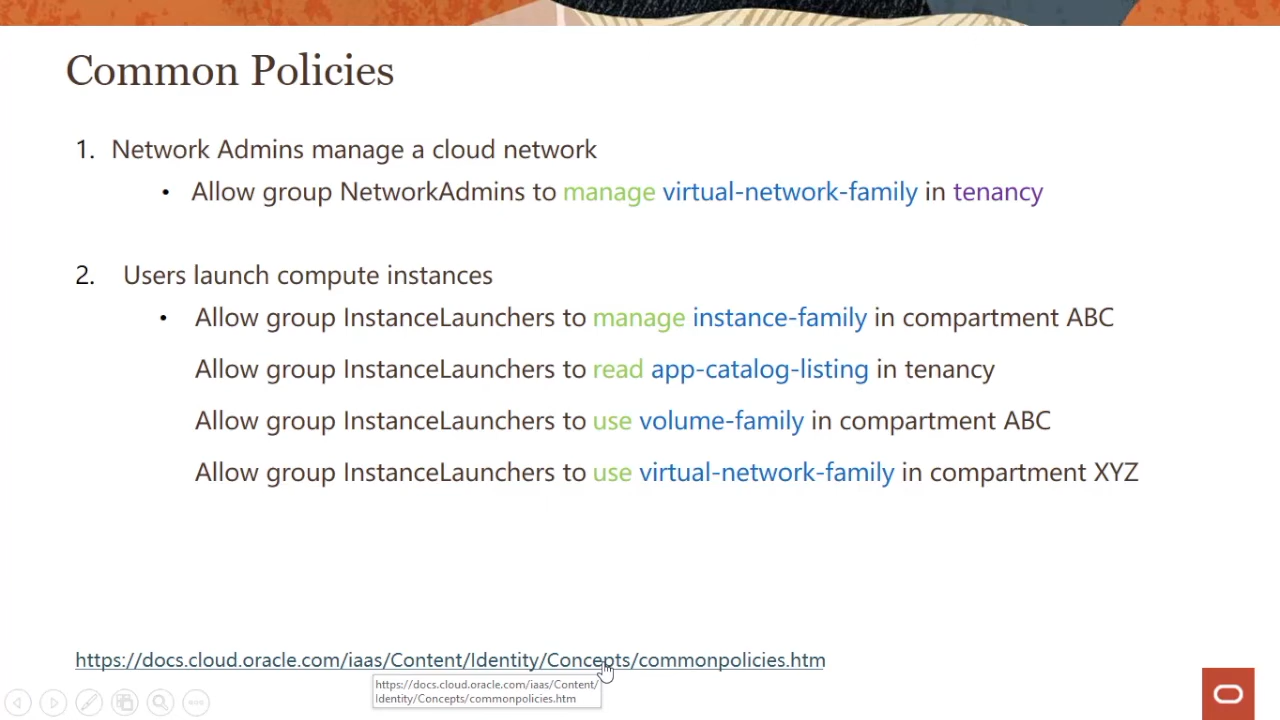 Common Policies
1. Network Admins manage a cloud network
• Allow group NetworkAdmins to manage virtual-network-family in tenancy
2. Users launch compute instances
• Allow group InstanceLaunchers to manage instance-family in compartment ABC
Allow group InstanceLaunchers to read app-catalog-listing in tenancy
Allow group InstanceLaunchers to use volume-family in compartment ABC
Allow group InstanceLaunchers to use virtual-network-family in compartment XYZ
https://docs.cloud.oracle.com/iaas/Content/Identity/Concepts/commonpolicies.htm
https://docs.cloud.oracle.com/iaas/Content/
Identity/Concepts/commonpolicies.htm